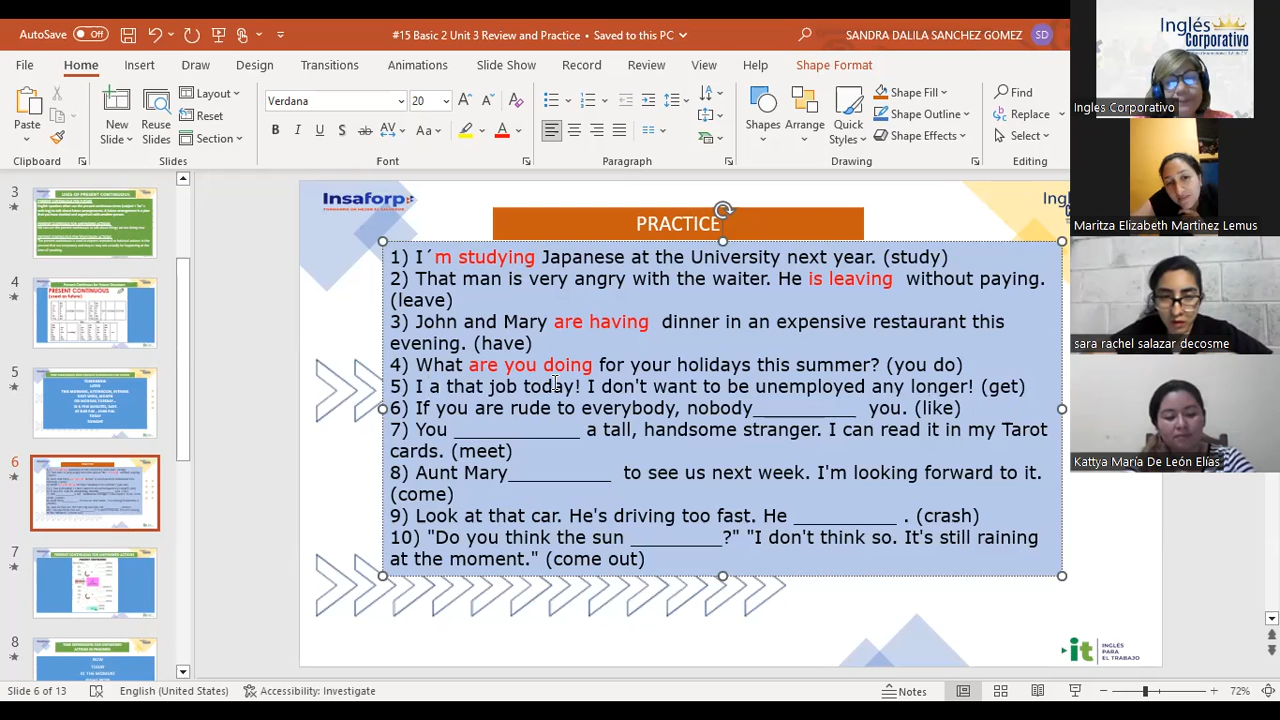 AutoSave Off #15 Basic 2 Unit 3 Review and Practice • Saved to this PC SANDRA DALILA SANCHEZ GOMEZ SD
File Home Insert Draw Design Transitions Animations Slide Show Record Review View Help Shape Format
Paste New Slide Reuse Slides Layout Reset Section Verdana 20 Shapes Arrange Quick Styles Shape Fill Shape Outline Shape Effects Find Replace Select
Clipboard Slides Font Paragraph Drawing Editing
Inglés Corporativo
Ingles Corporativo
Maritza Elizabeth Martinez Lemus
sara rachel salazar decosme
Kattya María De León Elías
3
4
5
6
7
8
Insaforp
PRACTICE
1) I´m studying Japanese at the University next year. (study)
2) That man is very angry with the waiter. He is leaving without paying.
(leave)
3) John and Mary are having dinner in an expensive restaurant this
evening. (have)
4) What are you doing for your holidays this summer? (you do)
5) I a that job today! I don't want to be unemployed any longer! (get)
6) If you are rude to everybody, nobody__________ you. (like)
7) You ____________ a tall, handsome stranger. I can read it in my Tarot
cards. (meet)
8) Aunt Mary__________ to see us next week. I'm looking forward to it.
(come)
9) Look at that car. He's driving too fast. He __________ . (crash)
10) "Do you think the sun _________?" "I don't think so. It's still raining
at the moment." (come out)
it INGLÉS PARA EL TRABAJO
Slide 6 of 13 English (United States) Accessibility: Investigate Notes 72%